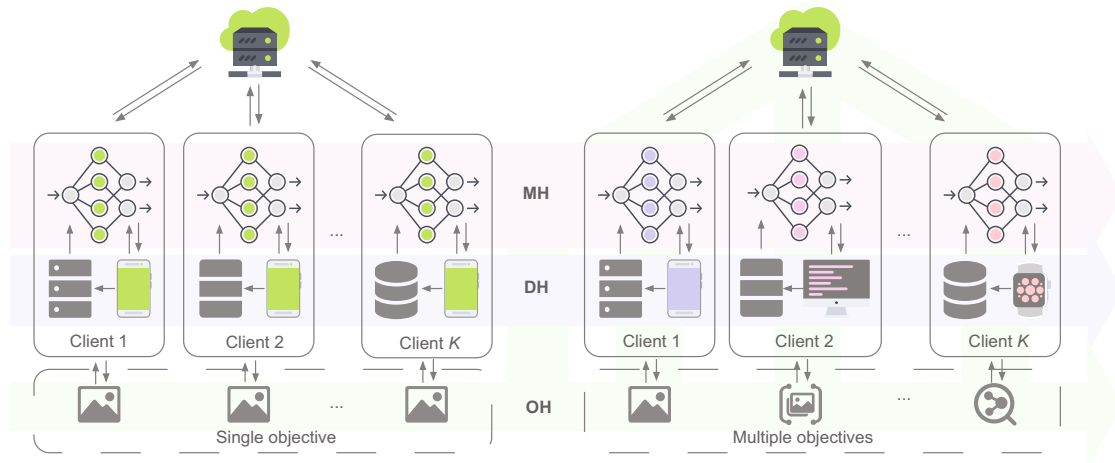 MH
...
...
DH
Client 1
Client 2
Client K
Client 1
Client 2
Client K
...
OH
...
Single objective
Multiple objectives